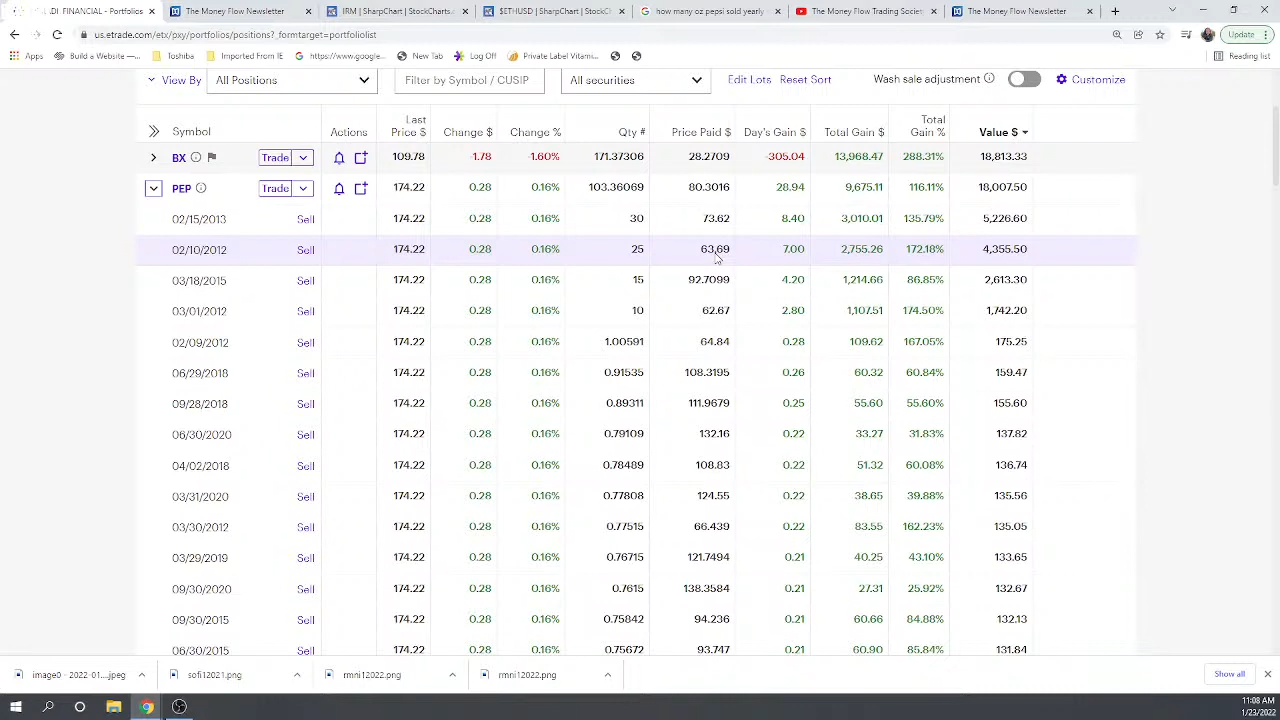 .DI FINANCIAL - Portfolios
The Money Flow Newsletter
IRM | SharpChart | StockCharts.c
$ETHUSD | SharpChart | StockCh
how many oz pepsi sold yearly
The Money Flow Trading Society
The Money Flow Newsletter
us.etrade.com/etx/pxy/portfolios/positions?_formtarget=portfoliolist
Update
Apps
Build a Website —...
Toshiba
Imported From IE
https://www.google...
New Tab
Log Off
Private Label Vitami...
Reading list
View By
All Positions
Filter by Symbol / CUSIP
All securities
Edit Lots
Reset Sort
Wash sale adjustment
Customize
Symbol Actions Last Price $ Change $ Change % Qty # Price Paid $ Day's Gain $ Total Gain $ Total Gain % Value $
BX Trade 109.78 -1.78 -1.60% 171.37306 28.2709 -305.04 13,968.47 288.31% 18,813.33
PEP Trade 174.22 0.28 0.16% 103.36069 80.3016 28.94 9,675.11 116.11% 18,007.50
02/15/2013 Sell 174.22 0.28 0.16% 30 73.62 8.40 3,010.01 135.79% 5,226.60
02/10/2012 Sell 174.22 0.28 0.16% 25 63.69 7.00 2,755.26 172.18% 4,355.50
03/18/2015 Sell 174.22 0.28 0.16% 15 92.7099 4.20 1,214.66 86.85% 2,613.30
03/01/2012 Sell 174.22 0.28 0.16% 10 62.67 2.80 1,107.51 174.50% 1,742.20
02/09/2012 Sell 174.22 0.28 0.16% 1.00591 64.84 0.28 109.62 167.05% 175.25
06/29/2018 Sell 174.22 0.28 0.16% 0.91535 108.3195 0.26 60.32 60.84% 159.47
09/28/2018 Sell 174.22 0.28 0.16% 0.89311 111.9679 0.25 55.60 55.60% 155.60
06/30/2020 Sell 174.22 0.28 0.16% 0.79109 132.16 0.22 33.27 31.83% 137.82
04/02/2018 Sell 174.22 0.28 0.16% 0.78489 108.83 0.22 51.32 60.08% 136.74
03/31/2020 Sell 174.22 0.28 0.16% 0.77808 124.55 0.22 38.65 39.88% 135.56
03/30/2012 Sell 174.22 0.28 0.16% 0.77515 66.439 0.22 83.55 162.23% 135.05
03/29/2019 Sell 174.22 0.28 0.16% 0.76715 121.7494 0.21 40.25 43.10% 133.65
09/30/2020 Sell 174.22 0.28 0.16% 0.7615 138.3584 0.21 27.31 25.92% 132.67
09/30/2015 Sell 174.22 0.28 0.16% 0.75842 94.236 0.21 60.66 84.88% 132.13
06/30/2015 Sell 174.22 0.28 0.16% 0.75672 93.747 0.21 60.90 85.84% 131.84
image0 - 2022-01-...jpeg
sofi12021.png
rmni12022.png
rmni12022.png
Show all
11:08 AM
1/23/2022